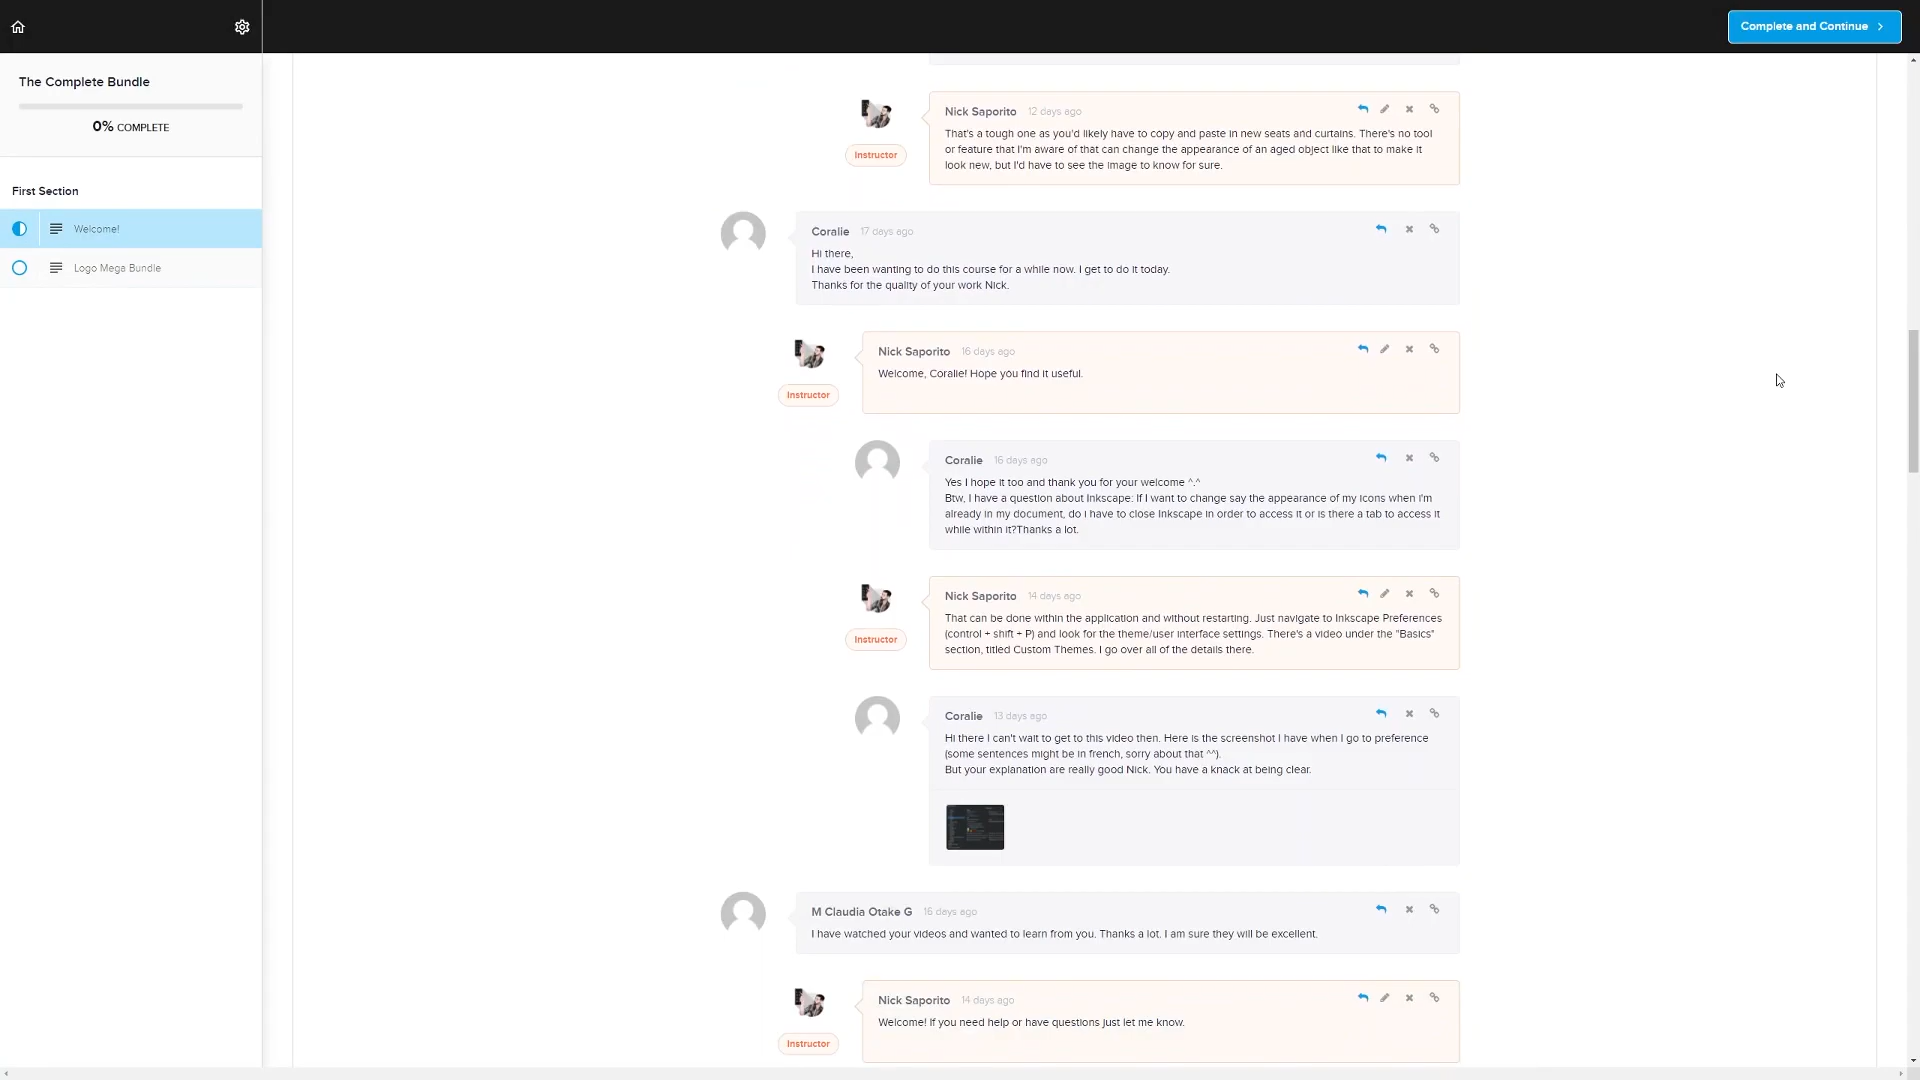 Complete and Continue
The Complete Bundle
0% COMPLETE
First Section
Welcome!
Logo Mega Bundle
Nick Saporito 12 days ago
Instructor
That's a tough one as you'd likely have to copy and paste in new seats and curtains. There's no tool
or feature that I'm aware of that can change the appearance of an aged object like that to make it
look new, but I'd have to see the image to know for sure.
Coralie 17 days ago
Hi there,
I have been wanting to do this course for a while now. I get to do it today.
Thanks for the quality of your work Nick.
Nick Saporito 16 days ago
Instructor
Welcome, Coralie! Hope you find it useful.
Coralie 16 days ago
Yes I hope it too and thank you for your welcome ^.^
Btw, I have a question about Inkscape: If I want to change say the appearance of my icons when i'm
already in my document, do i have to close Inkscape in order to access it or is there a tab to access it
while within it?Thanks a lot.
Nick Saporito 14 days ago
Instructor
That can be done within the application and without restarting. Just navigate to Inkscape Preferences
(control + shift + P) and look for the theme/user interface settings. There's a video under the "Basics"
section, titled Custom Themes. I go over all of the details there.
Coralie 13 days ago
Hi there I can't wait to get to this video then. Here is the screenshot I have when I go to preference
(some sentences might be in french, sorry about that ^^).
But your explanation are really good Nick. You have a knack at being clear.
M Claudia Otake G 16 days ago
I have watched your videos and wanted to learn from you. Thanks a lot. I am sure they will be excellent.
Nick Saporito 14 days ago
Instructor
Welcome! If you need help or have questions just let me know.